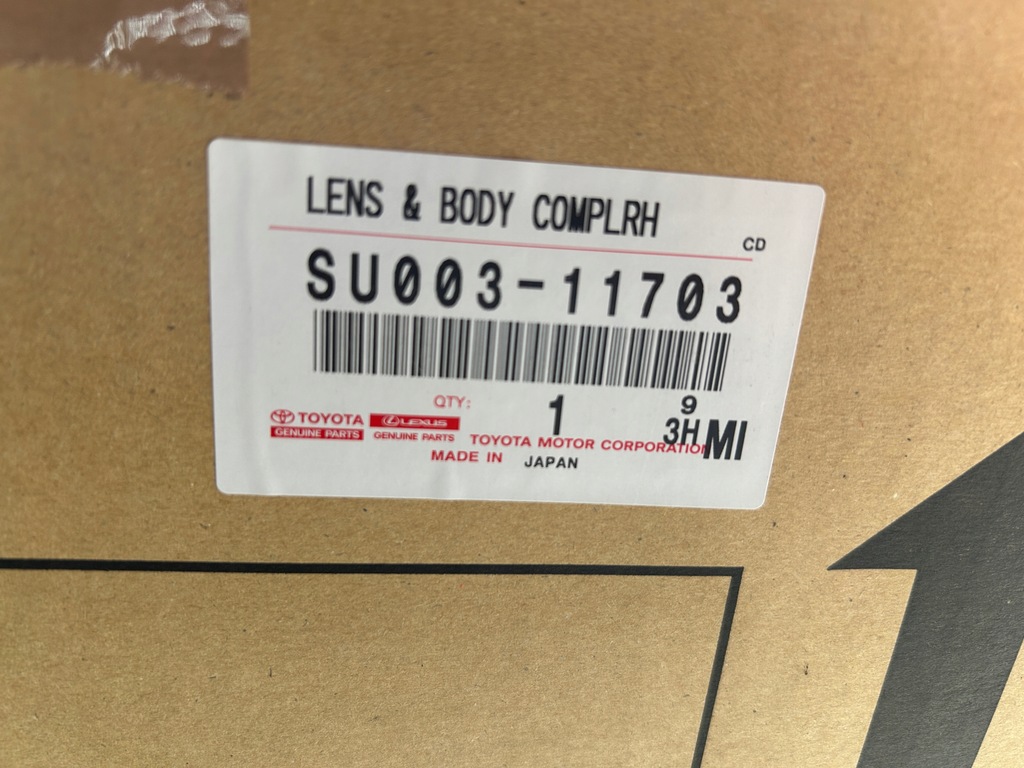 LENS & BODY COMPLRH
CD
SU003-11703
QTY: 1 9
TOYOTA LEXUS 3H MI
GENUINE PARTS GENUINE PARTS TOYOTA MOTOR CORPORATION
MADE IN JAPAN